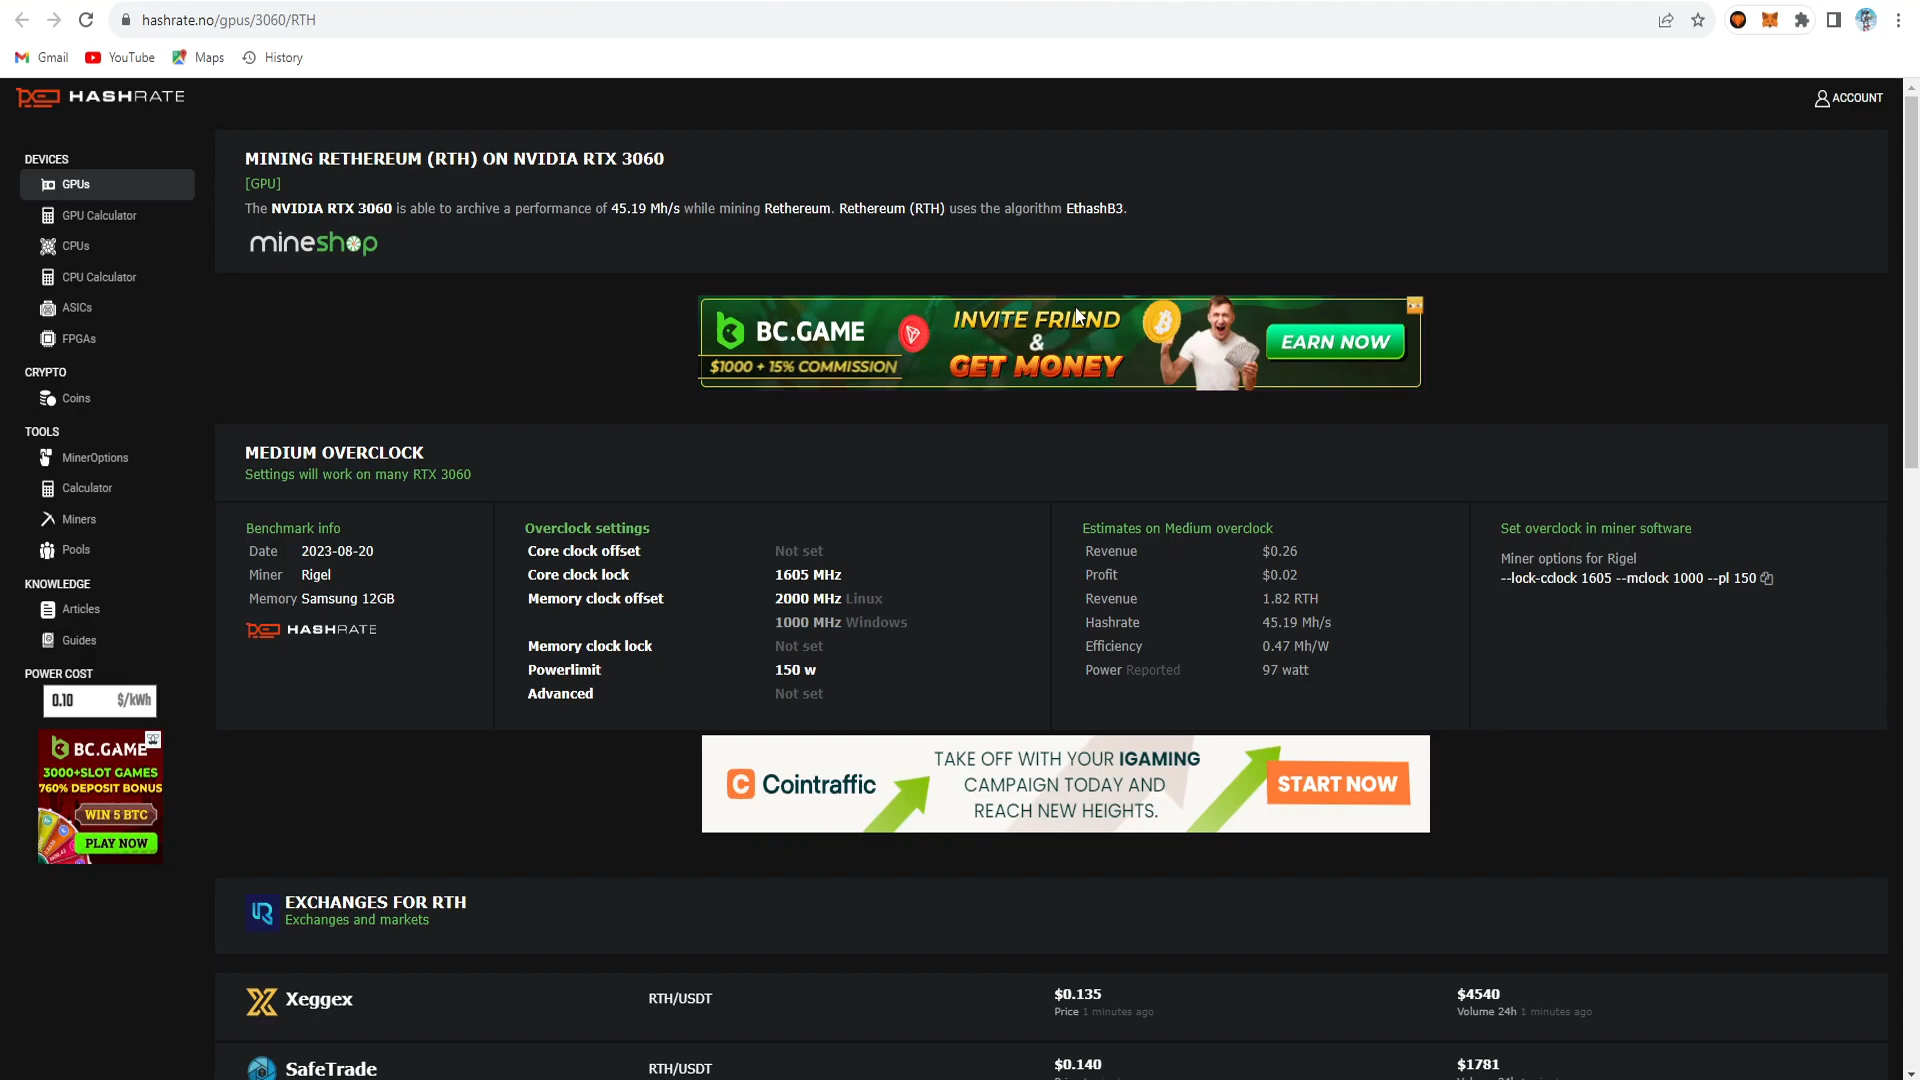 hashrate.no/gpus/3060/RTH
Gmail YouTube Maps History
HASHRATE
ACCOUNT
DEVICES
GPUs
GPU Calculator
CPUs
CPU Calculator
ASICs
FPGAs
CRYPTO
Coins
TOOLS
MinerOptions
Calculator
Miners
Pools
KNOWLEDGE
Articles
Guides
POWER COST
0.10 $/kWh
BC.GAME
3000+SLOT GAMES
760% DEPOSIT BONUS
WIN 5 BTC
PLAY NOW
MINING RETHEREUM (RTH) ON NVIDIA RTX 3060
[GPU]
The NVIDIA RTX 3060 is able to archive a performance of 45.19 Mh/s while mining Rethereum. Rethereum (RTH) uses the algorithm EthashB3.
mineshop
BC.GAME
$1000 + 15% COMMISSION
INVITE FRIEND
&
GET MONEY
EARN NOW
MEDIUM OVERCLOCK
Settings will work on many RTX 3060
Benchmark info
Date 2023-08-20
Miner Rigel
Memory Samsung 12GB
HASHRATE
Overclock settings
Core clock offset Not set
Core clock lock 1605 MHz
Memory clock offset 2000 MHz Linux
1000 MHz Windows
Memory clock lock Not set
Powerlimit 150 w
Advanced Not set
Estimates on Medium overclock
Revenue $0.26
Profit $0.02
Revenue 1.82 RTH
Hashrate 45.19 Mh/s
Efficiency 0.47 Mh/W
Power Reported 97 watt
Set overclock in miner software
Miner options for Rigel
--lock-cclock 1605 --mclock 1000 --pl 150
Cointraffic
TAKE OFF WITH YOUR IGAMING
CAMPAIGN TODAY AND
REACH NEW HEIGHTS.
START NOW
EXCHANGES FOR RTH
Exchanges and markets
Xeggex RTH/USDT $0.135 $4540
Price 1 minutes ago Volume 24h 1 minutes ago
SafeTrade RTH/USDT $0.140 $1781